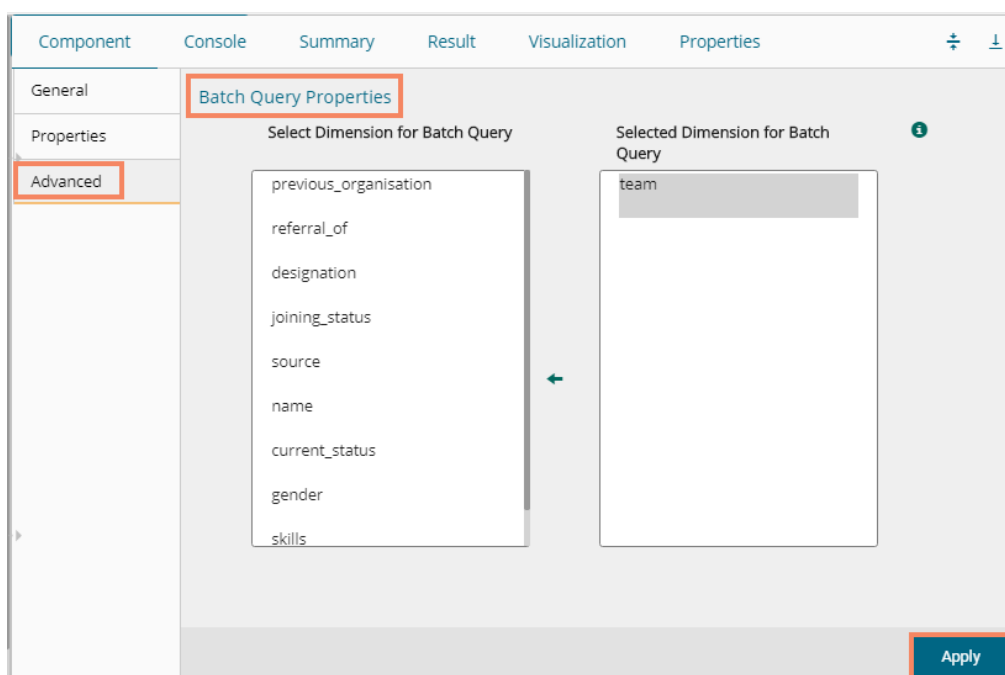 Component Console Summary Result Visualization Properties
General
Properties
Advanced
Batch Query Properties
Select Dimension for Batch Query
previous_organisation
referral_of
designation
joining_status
source
name
current_status
gender
skills
Selected Dimension for Batch
Query
team
Apply